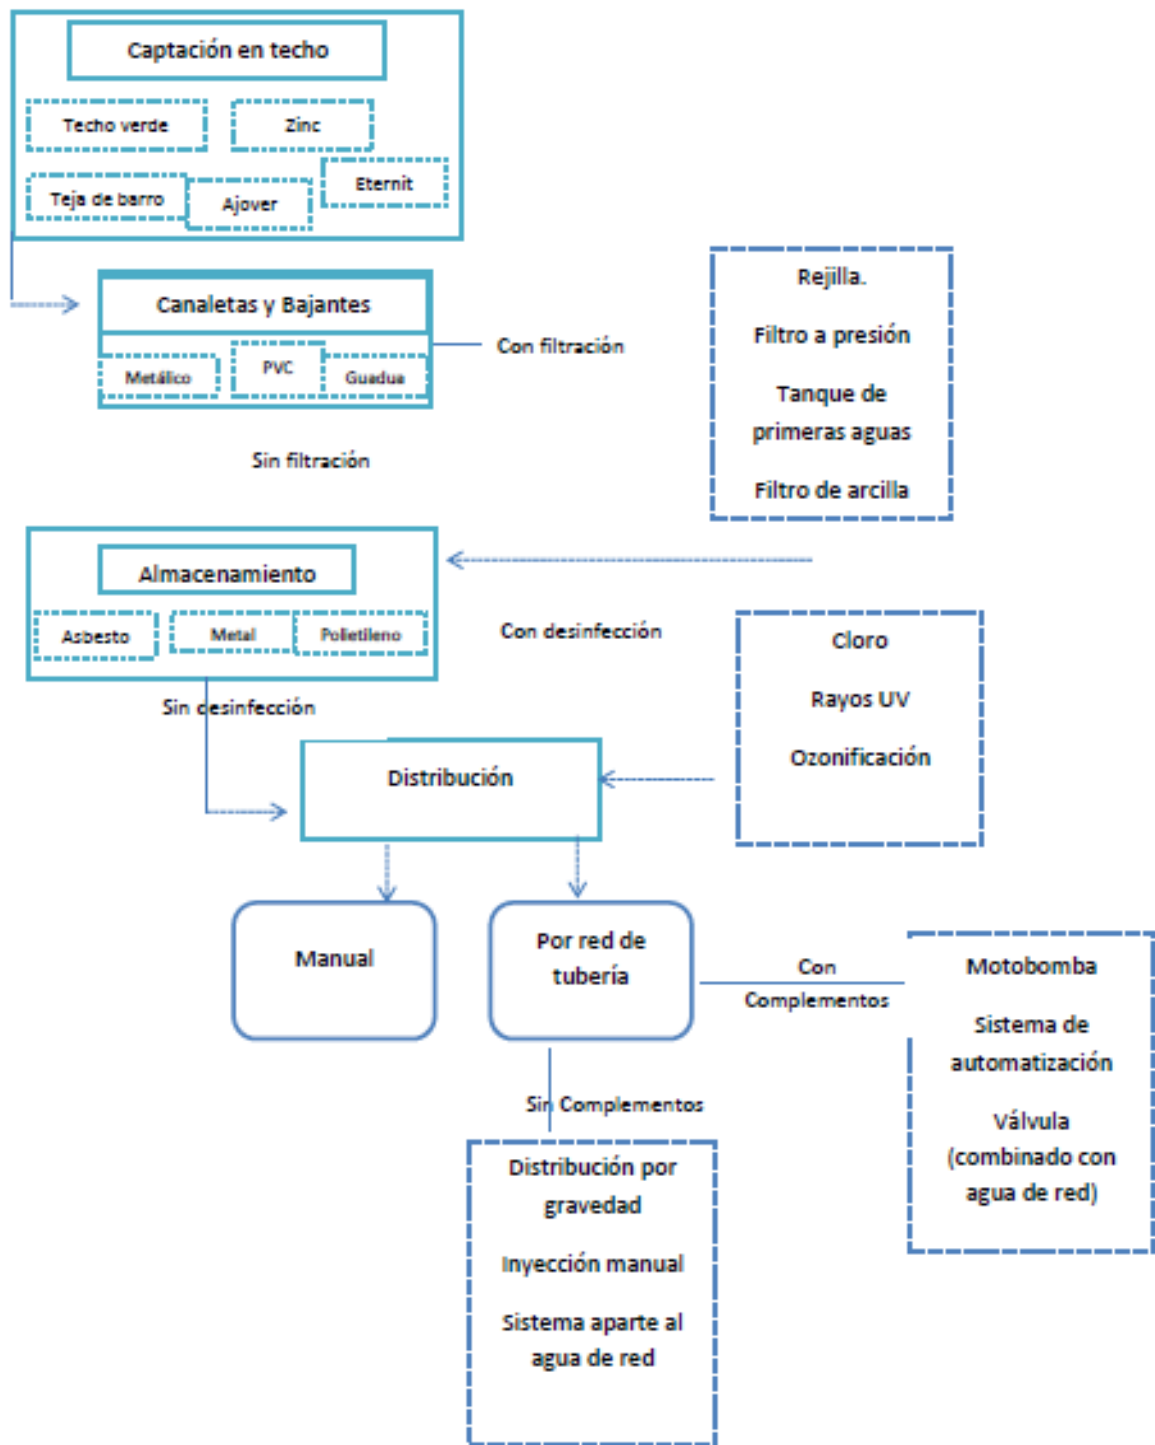 Captación en techo
Techo verde
Zinc
Eternit
Teja de barro
Ajover
Canaletas y Bajantes
Metálico
PVC
Guadua
Con filtración
Rejilla.
Filtro a presión
Tanque de
primeras aguas
Filtro de arcilla
Sin filtración
Almacenamiento
Asbesto
Metal
Polietileno
Con desinfección
Cloro
Rayos UV
Ozonificación
Sin desinfección
Distribución
Manual
Por red de
tubería
Con
Complementos
Motobomba
Sistema de
automatización
Válvula
(combinado con
agua de red)
Sin Complementos
Distribución por
gravedad
Inyección manual
Sistema aparte al
agua de red